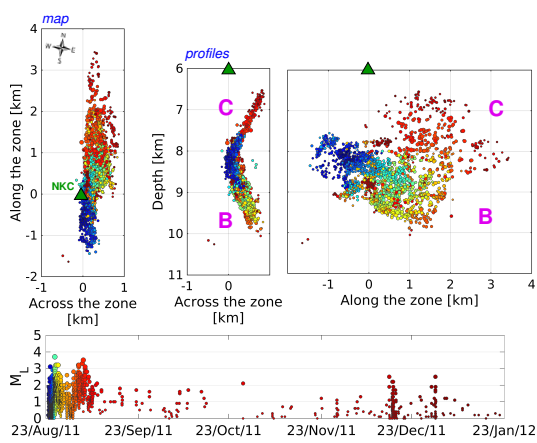 map
profiles
N
W
E
S
Along the zone [km]
4
3
2
1
0
-1
-2
NKC
-1 0 1
Across the zone
[km]
Depth [km]
6
7
8
9
10
11
C
B
-1 0 1
Across the zone
[km]
C
B
-2 -1 0 1 2 3 4
Along the zone [km]
ML
5
4
3
2
1
0
23/Aug/11 23/Sep/11 23/Oct/11 23/Nov/11 23/Dec/11 23/Jan/12